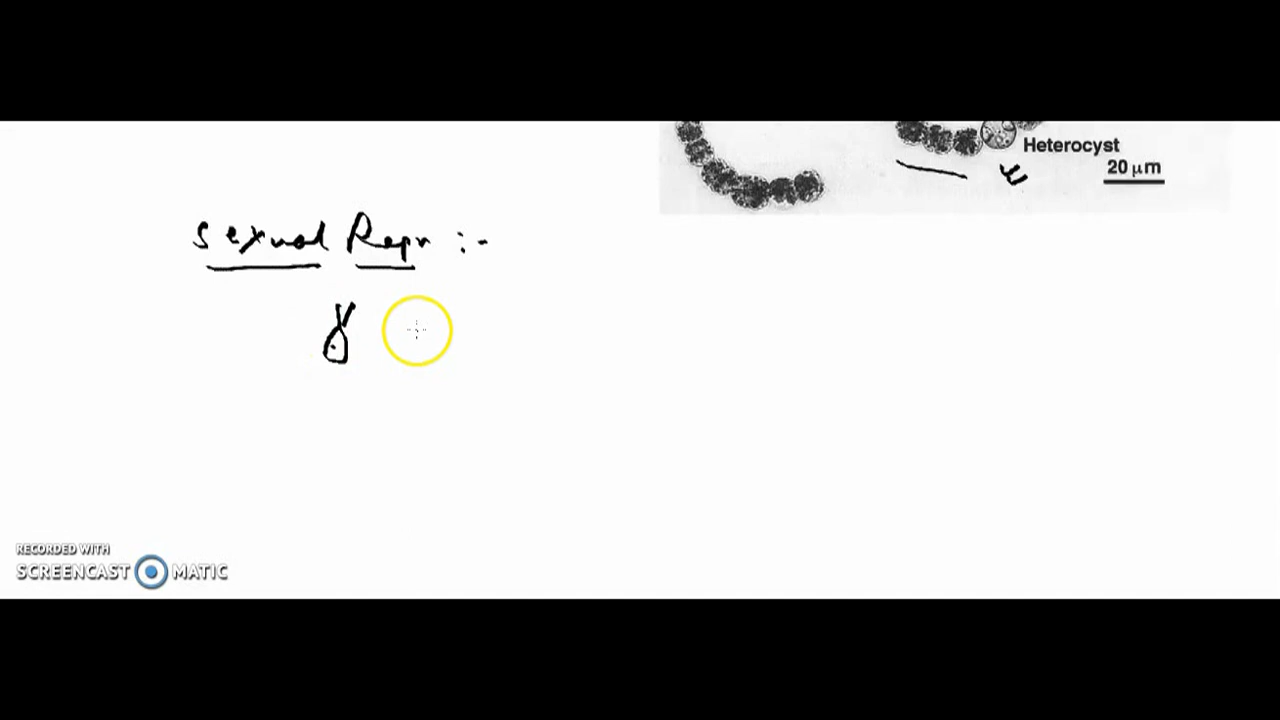 Heterocyst
20 μm
Sexual Repr :-
RECORDED WITH
SCREENCAST MATIC